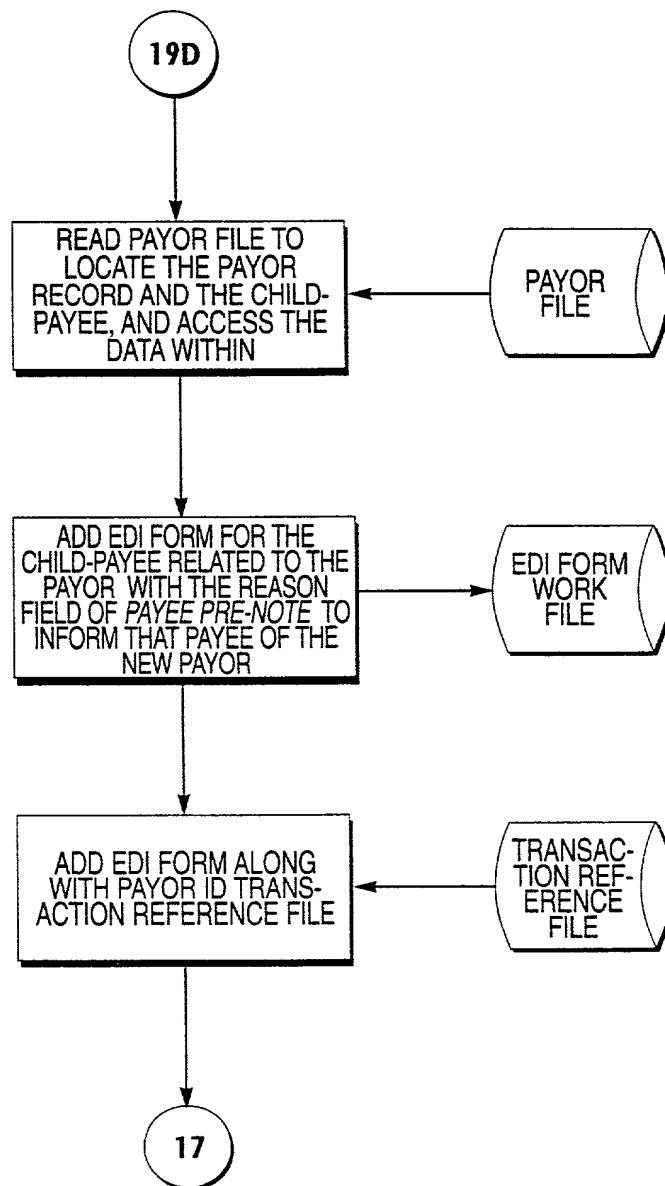 19D
READ PAYOR FILE TO
LOCATE THE PAYOR
RECORD AND THE CHILD-
PAYEE, AND ACCESS THE
DATA WITHIN
PAYOR
FILE
ADD EDI FORM FOR THE
CHILD-PAYEE RELATED TO THE
PAYOR WITH THE REASON
FIELD OF PAYEE PRE-NOTE TO
INFORM THAT PAYEE OF THE
NEW PAYOR
EDI FORM
WORK
FILE
ADD EDI FORM ALONG
WITH PAYOR ID TRANS-
ACTION REFERENCE FILE
TRANSAC-
TION REF-
ERENCE
FILE
17